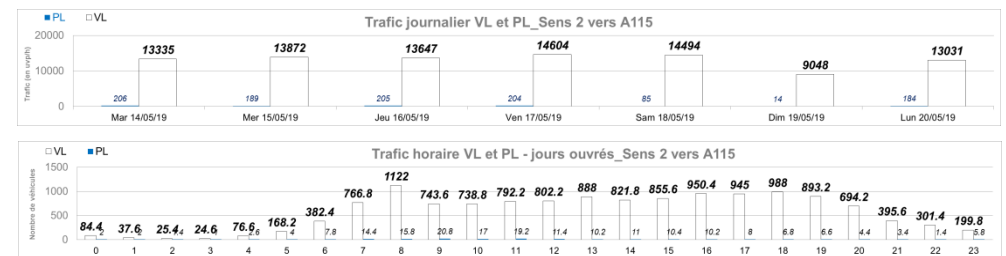 PL VL Trafic journalier VL et PL_Sens 2 vers A115
Trafic (en uvp/h)
20000
10000
0
13335 13872 13647 14604 14494 9048 13031
206 189 205 204 85 14 184
Mar 14/05/19 Mer 15/05/19 Jeu 16/05/19 Ven 17/05/19 Sam 18/05/19 Dim 19/05/19 Lun 20/05/19
VL PL Trafic horaire VL et PL - jours ouvrés_Sens 2 vers A115
Nombre de véhicules
1500
1000
500
0
84.4 37.6 25.4 24.6 76.6 168.2 382.4 766.8 1122 743.6 738.8 792.2 802.2 888 821.8 855.6 950.4 945 988 893.2 694.2 395.6 301.4 199.8
2 2 2.6 4 7.8 14.4 15.8 20.8 17 19.2 11.4 10.2 11 10.4 10.2 8 6.8 6.6 4.4 3.4 1.4 5.8
0 1 2 3 4 5 6 7 8 9 10 11 12 13 14 15 16 17 18 19 20 21 22 23